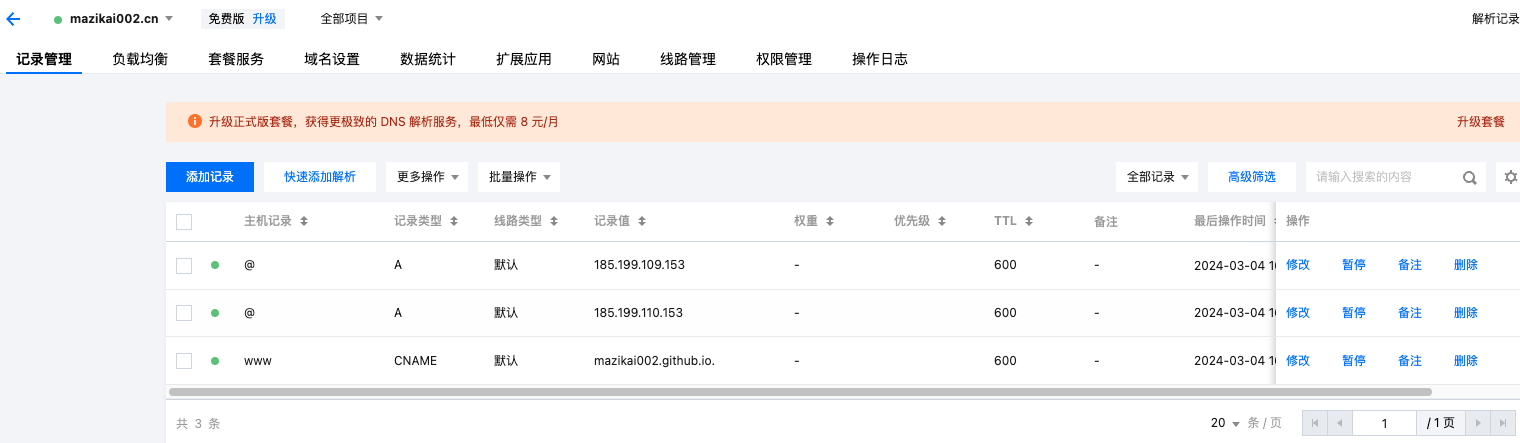 mazikai002.cn 免费版 升级 全部项目 解析记录
记录管理 负载均衡 套餐服务 域名设置 数据统计 扩展应用 网站 线路管理 权限管理 操作日志
升级正式版套餐，获得更极致的 DNS 解析服务，最低仅需 8 元/月 升级套餐
添加记录 快速添加解析 更多操作 批量操作 全部记录 高级筛选 请输入搜索的内容
主机记录 记录类型 线路类型 记录值 权重 优先级 TTL 备注 最后操作时间 操作
@ A 默认 185.199.109.153 - 600 - 2024-03-04 修改 暂停 备注 删除
@ A 默认 185.199.110.153 - 600 - 2024-03-04 修改 暂停 备注 删除
www CNAME 默认 mazikai002.github.io. - 600 - 2024-03-04 修改 暂停 备注 删除
共 3 条 20 条 / 页 1 / 1 页